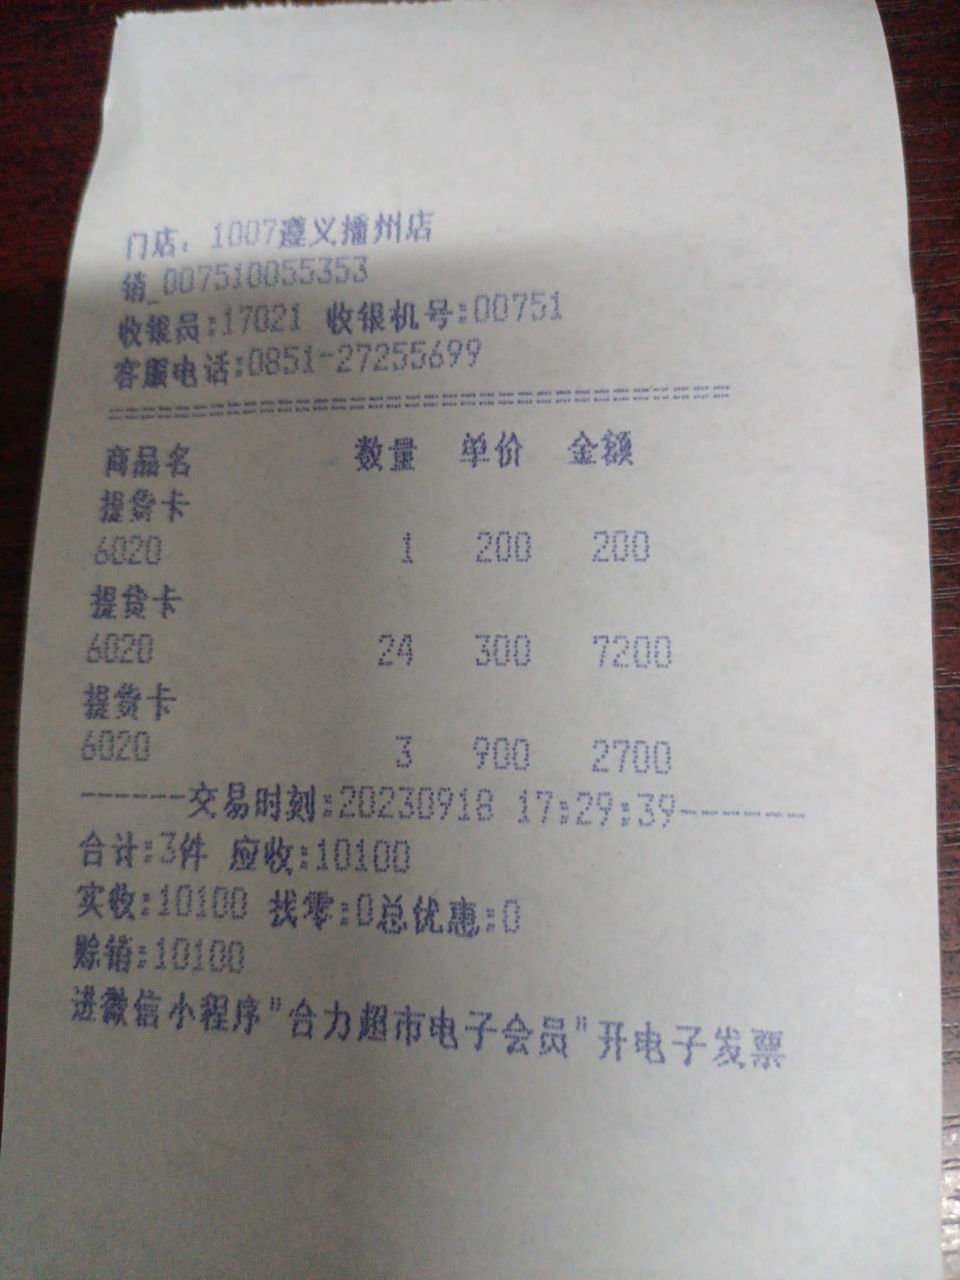 门店: 1007遵义播州店
销_007510055353
收银员:17021 收银机号:00751
客服电话:0851-27255699
商品名 数量 单价 金额
提货卡
6020 1 200 200
提货卡
6020 24 300 7200
提货卡
6020 3 900 2700
------交易时刻:20230918 17:29:39------
合计:3件 应收:10100
实收:10100 找零:0总优惠:0
赊销:10100
进微信小程序"合力超市电子会员"开电子发票